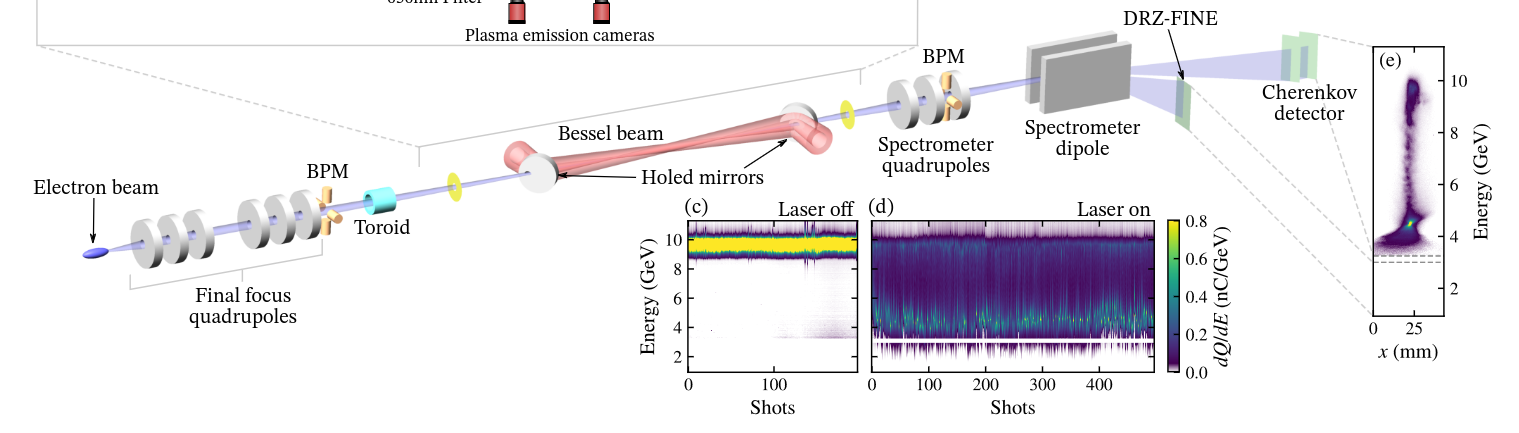 Plasma emission cameras
DRZ-FINE
BPM
(e)
10
Cherenkov
detector
8
Bessel beam
Spectrometer
dipole
Spectrometer
quadrupoles
BPM
Holed mirrors
Electron beam
6
Energy (GeV)
(c)
Laser off
(d)
Laser on
Toroid
0.8
4
10
8
6
4
2
Energy (GeV)
0.6
0.4
0.2
0.0
dQ/dE (nC/GeV)
2
Final focus
quadrupoles
0 25
x (mm)
0 100
0 100 200 300 400
Shots
Shots